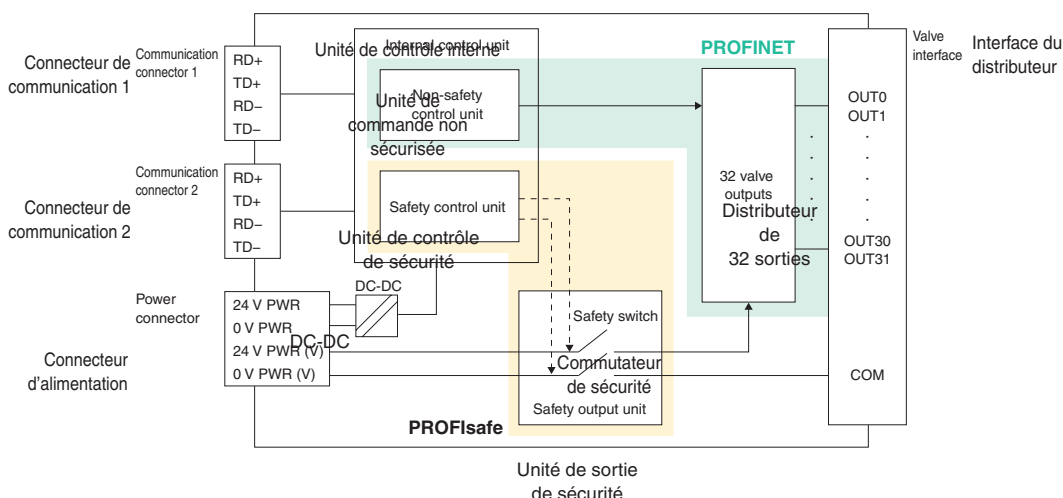 Connecteur de
communication 1
Communication
connector 1
RD+
TD+
RD−
TD−
Unité de contrôle interne
Internal control unit
PROFINET
Valve
interface
Interface du
distributeur
Non-safety
control unit
Unité de
commande non
sécurisée
OUT0
OUT1
Connecteur de
communication 2
Communication
connector 2
RD+
TD+
RD−
TD−
Safety control unit
Unité de contrôle
de sécurité
32 valve
outputs
Distributeur
de
32 sorties
OUT30
OUT31
Power
connector
Connecteur
d'alimentation
24 V PWR
0 V PWR
24 V PWR (V)
0 V PWR (V)
DC-DC
DC-DC
Safety switch
Commutateur
de sécurité
Safety output unit
COM
PROFIsafe
Unité de sortie
de sécurité